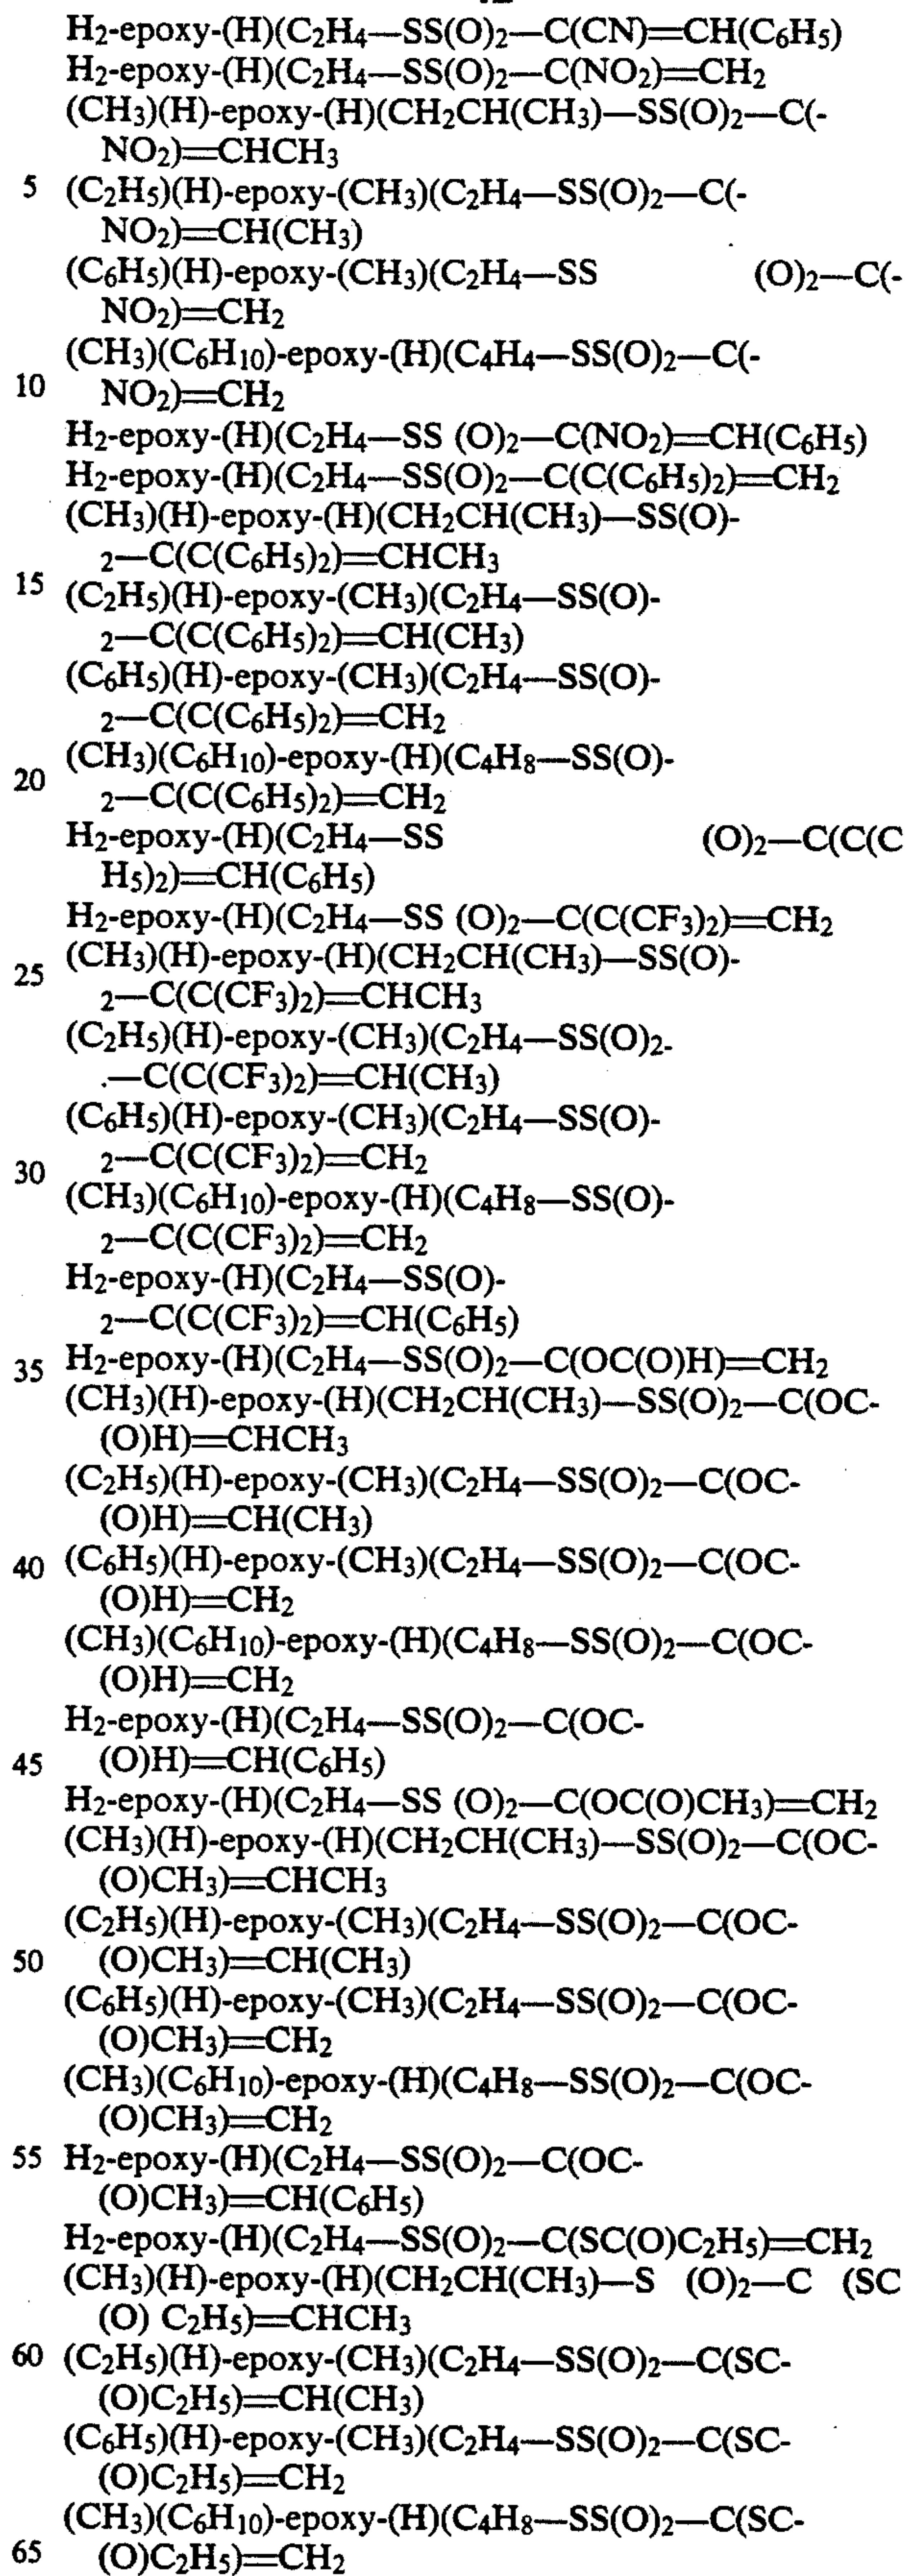 H2-epoxy-(H)(C2H4—SS(O)2—C(CN)═CH(C6H5)
H2-epoxy-(H)(C2H4—SS(O)2—C(NO2)═CH2
(CH3)(H)-epoxy-(H)(CH2CH(CH3)—SS(O)2—C(-
NO2)═CHCH3
5 (C2H5)(H)-epoxy-(CH3)(C2H4—SS(O)2—C(-
NO2)═CH(CH3)
(C6H5)(H)-epoxy-(CH3)(C2H4—SS (O)2—C(-
NO2)═CH2
(CH3)(C6H10)-epoxy-(H)(C4H4—SS(O)2—C(-
10 NO2)═CH2
H2-epoxy-(H)(C2H4—SS (O)2—C(NO2)═CH(C6H5)
H2-epoxy-(H)(C2H4—SS(O)2—C(C(C6H5)2)═CH2
(CH3)(H)-epoxy-(H)(CH2CH(CH3)—SS(O)-
2—C(C(C6H5)2)═CHCH3
15 (C2H5)(H)-epoxy-(CH3)(C2H4—SS(O)-
2—C(C(C6H5)2)═CH(CH3)
(C6H5)(H)-epoxy-(CH3)(C2H4—SS(O)-
2—C(C(C6H5)2)═CH2
(CH3)(C6H10)-epoxy-(H)(C4H8—SS(O)-
20 2—C(C(C6H5)2)═CH2
H2-epoxy-(H)(C2H4—SS (O)2—C(C(C
H5)2)═CH(C6H5)
H2-epoxy-(H)(C2H4—SS (O)2—C(C(CF3)2)═CH2
25 (CH3)(H)-epoxy-(H)(CH2CH(CH3)—SS(O)-
2—C(C(CF3)2)═CHCH3
(C2H5)(H)-epoxy-(CH3)(C2H4—SS(O)2-
.—C(C(CF3)2)═CH(CH3)
(C6H5)(H)-epoxy-(CH3)(C2H4—SS(O)-
30 2—C(C(CF3)2)═CH2
(CH3)(C6H10)-epoxy-(H)(C4H8—SS(O)-
2—C(C(CF3)2)═CH2
H2-epoxy-(H)(C2H4—SS(O)-
2—C(C(CF3)2)═CH(C6H5)
35 H2-epoxy-(H)(C2H4—SS(O)2—C(OC(O)H)═CH2
(CH3)(H)-epoxy-(H)(CH2CH(CH3)—SS(O)2—C(OC-
(O)H)═CHCH3
(C2H5)(H)-epoxy-(CH3)(C2H4—SS(O)2—C(OC-
(O)H)═CH(CH3)
40 (C6H5)(H)-epoxy-(CH3)(C2H4—SS(O)2—C(OC-
(O)H)═CH2
(CH3)(C6H10)-epoxy-(H)(C4H8—SS(O)2—C(OC-
(O)H)═CH2
H2-epoxy-(H)(C2H4—SS(O)2—C(OC-
45 (O)H)═CH(C6H5)
H2-epoxy-(H)(C2H4—SS (O)2—C(OC(O)CH3)═CH2
(CH3)(H)-epoxy-(H)(CH2CH(CH3)—SS(O)2—C(OC-
(O)CH3)═CHCH3
(C2H5)(H)-epoxy-(CH3)(C2H4—SS(O)2—C(OC-
50 (O)CH3)═CH(CH3)
(C6H5)(H)-epoxy-(CH3)(C2H4—SS(O)2—C(OC-
(O)CH3)═CH2
(CH3)(C6H10)-epoxy-(H)(C4H8—SS(O)2—C(OC-
(O)CH3)═CH2
55 H2-epoxy-(H)(C2H4—SS(O)2—C(OC-
(O)CH3)═CH(C6H5)
H2-epoxy-(H)(C2H4—SS(O)2—C(SC(O)C2H5)═CH2
(CH3)(H)-epoxy-(H)(CH2CH(CH3)—S (O)2—C (SC
(O) C2H5)═CHCH3
60 (C2H5)(H)-epoxy-(CH3)(C2H4—SS(O)2—C(SC-
(O)C2H5)═CH(CH3)
(C6H5)(H)-epoxy-(CH3)(C2H4—SS(O)2—C(SC-
(O)C2H5)═CH2
(CH3)(C6H10)-epoxy-(H)(C4H8—SS(O)2—C(SC-
65 (O)C2H5)═CH2